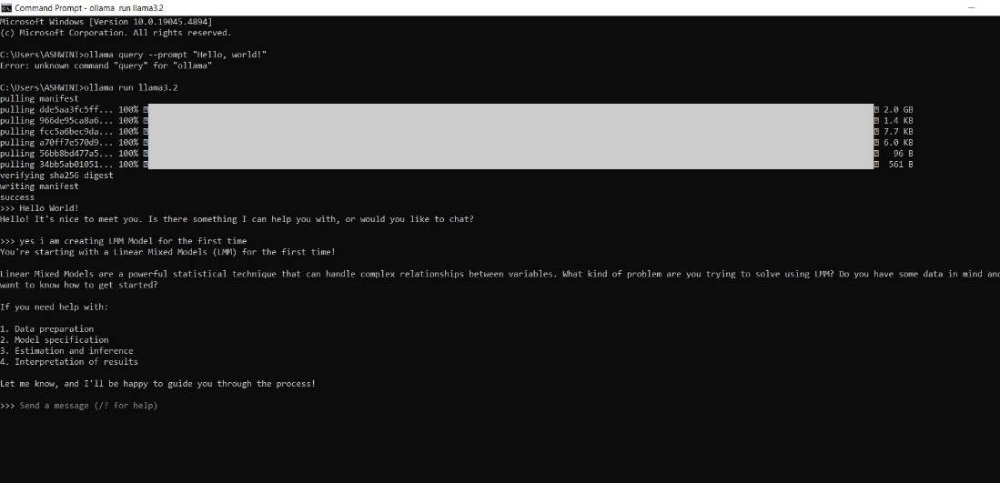 Command Prompt - ollama run llama3.2
Microsoft Windows [Version 10.0.19045.4894]
(c) Microsoft Corporation. All rights reserved.
C:\Users\ASHWINI>ollama query --prompt "Hello, world!"
Error: unknown command "query" for "ollama"
C:\Users\ASHWINI>ollama run llama3.2
pulling manifest
pulling dde5aa3fc5ff... 100% 2.0 GB
pulling 966de95ca8a6... 100% 1.4 KB
pulling fcc5a6bec9da... 100% 7.7 KB
pulling a70ff7e570d9... 100% 6.0 KB
pulling 56bb8bd477a5... 100% 96 B
pulling 34bb5ab01051... 100% 561 B
verifying sha256 digest
writing manifest
success
>>> Hello World!
Hello! It's nice to meet you. Is there something I can help you with, or would you like to chat?
>>> yes i am creating LMM Model for the first time
You're starting with a Linear Mixed Models (LMM) for the first time!
Linear Mixed Models are a powerful statistical technique that can handle complex relationships between variables. What kind of problem are you trying to solve using LMM? Do you have some data in mind and
want to know how to get started?
If you need help with:
1. Data preparation
2. Model specification
3. Estimation and inference
4. Interpretation of results
Let me know, and I'll be happy to guide you through the process!
>>> Send a message (/? for help)